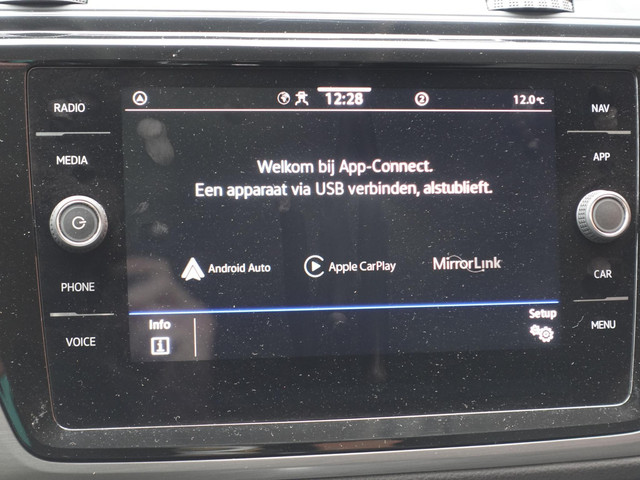 RADIO
MEDIA
PHONE
VOICE
12:28
2
12.0°C
Welkom bij App-Connect.
Een apparaat via USB verbinden, alstublieft.
Android Auto
Apple CarPlay
MirrorLink
Info
Setup
NAV
APP
CAR
MENU